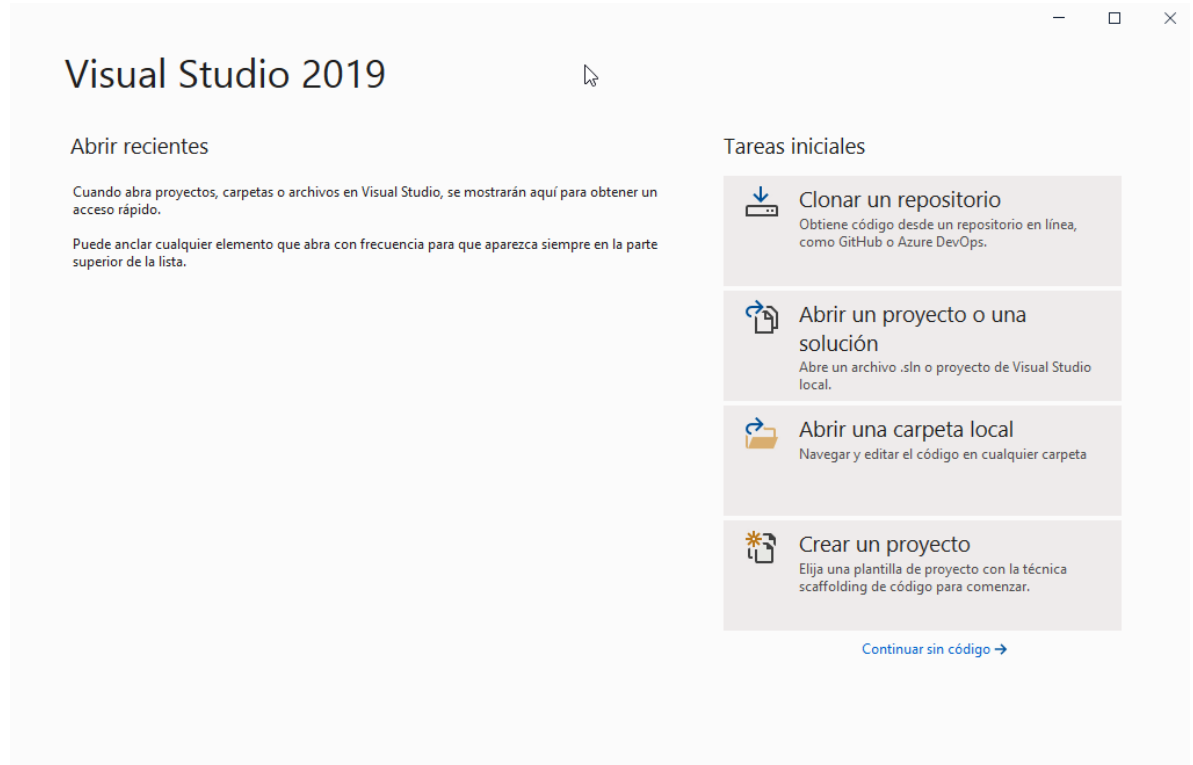 Visual Studio 2019
Abrir recientes
Cuando abra proyectos, carpetas o archivos en Visual Studio, se mostrarán aquí para obtener un
acceso rápido.
Puede anclar cualquier elemento que abra con frecuencia para que aparezca siempre en la parte
superior de la lista.
Tareas iniciales
Clonar un repositorio
Obtiene código desde un repositorio en línea,
como GitHub o Azure DevOps.
Abrir un proyecto o una
solución
Abre un archivo .sln o proyecto de Visual Studio
local.
Abrir una carpeta local
Navegar y editar el código en cualquier carpeta
Crear un proyecto
Elija una plantilla de proyecto con la técnica
scaffolding de código para comenzar.
Continuar sin código →